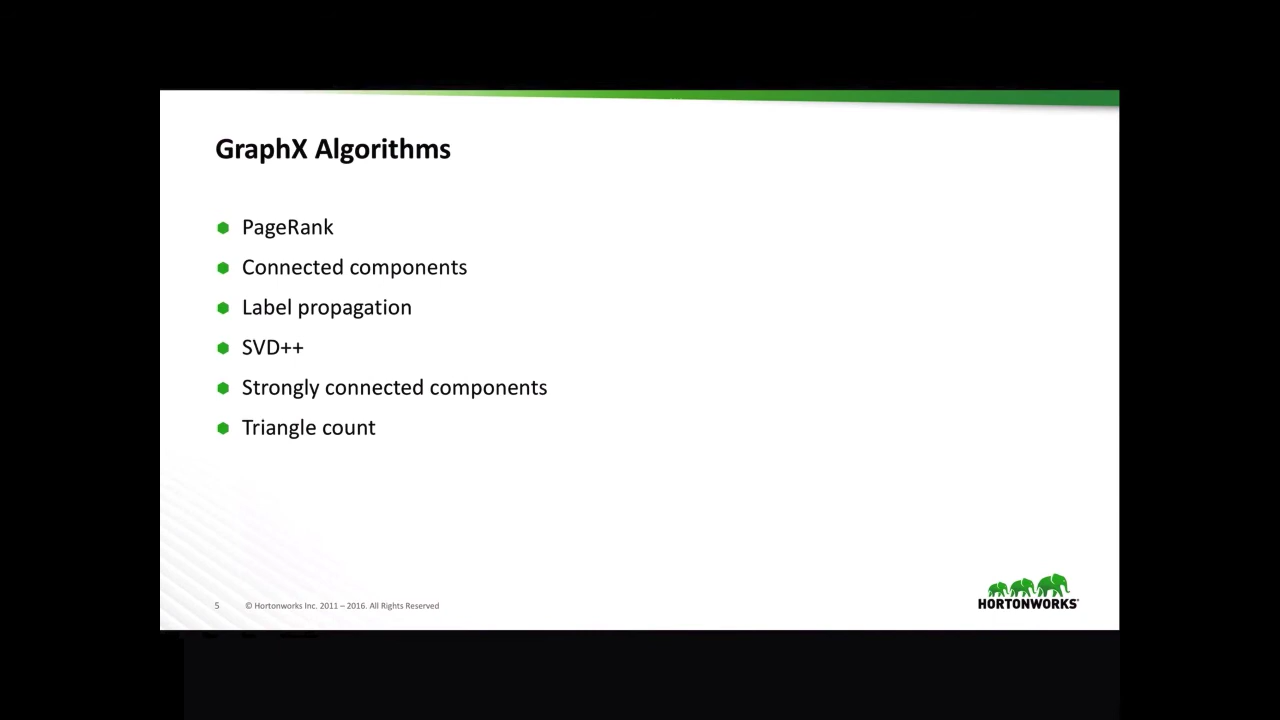 GraphX Algorithms
PageRank
Connected components
Label propagation
SVD++
Strongly connected components
Triangle count
5 © Hortonworks Inc. 2011 – 2016. All Rights Reserved
HORTONWORKS®